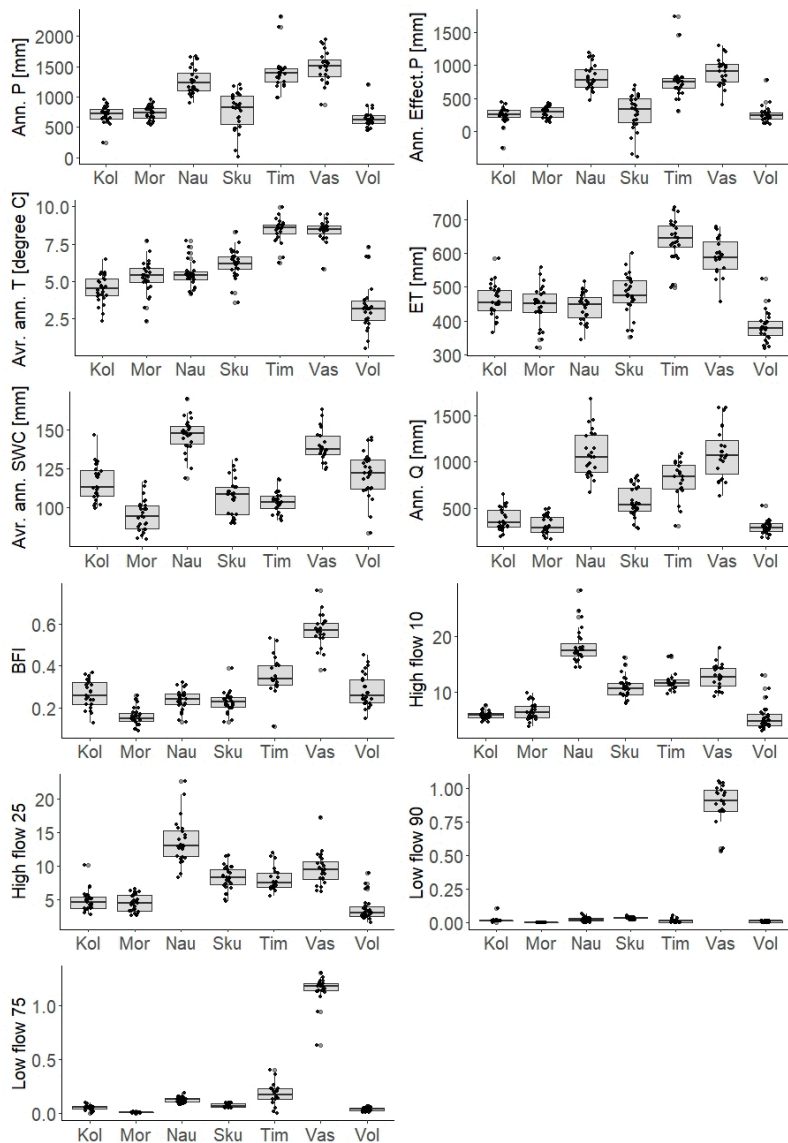 Ann. P [mm]
2000
1500
1000
500
0
Kol Mor Nau Sku Tim Vas Vol
Ann. Effect.P [mm]
1500
1000
500
0
Kol Mor Nau Sku Tim Vas Vol
Avr. ann. T [degree C]
10.0
7.5
5.0
2.5
Kol Mor Nau Sku Tim Vas Vol
ET [mm]
700
600
500
400
300
Kol Mor Nau Sku Tim Vas Vol
Avr. ann. SWC [mm]
150
125
100
Kol Mor Nau Sku Tim Vas Vol
Ann. Q [mm]
1500
1000
500
Kol Mor Nau Sku Tim Vas Vol
BFI
0.6
0.4
0.2
Kol Mor Nau Sku Tim Vas Vol
High flow 10
20
10
Kol Mor Nau Sku Tim Vas Vol
High flow 25
20
15
10
5
Kol Mor Nau Sku Tim Vas Vol
Low flow 90
1.00
0.75
0.50
0.25
0.00
Kol Mor Nau Sku Tim Vas Vol
Low flow 75
1.0
0.5
0.0
Kol Mor Nau Sku Tim Vas Vol